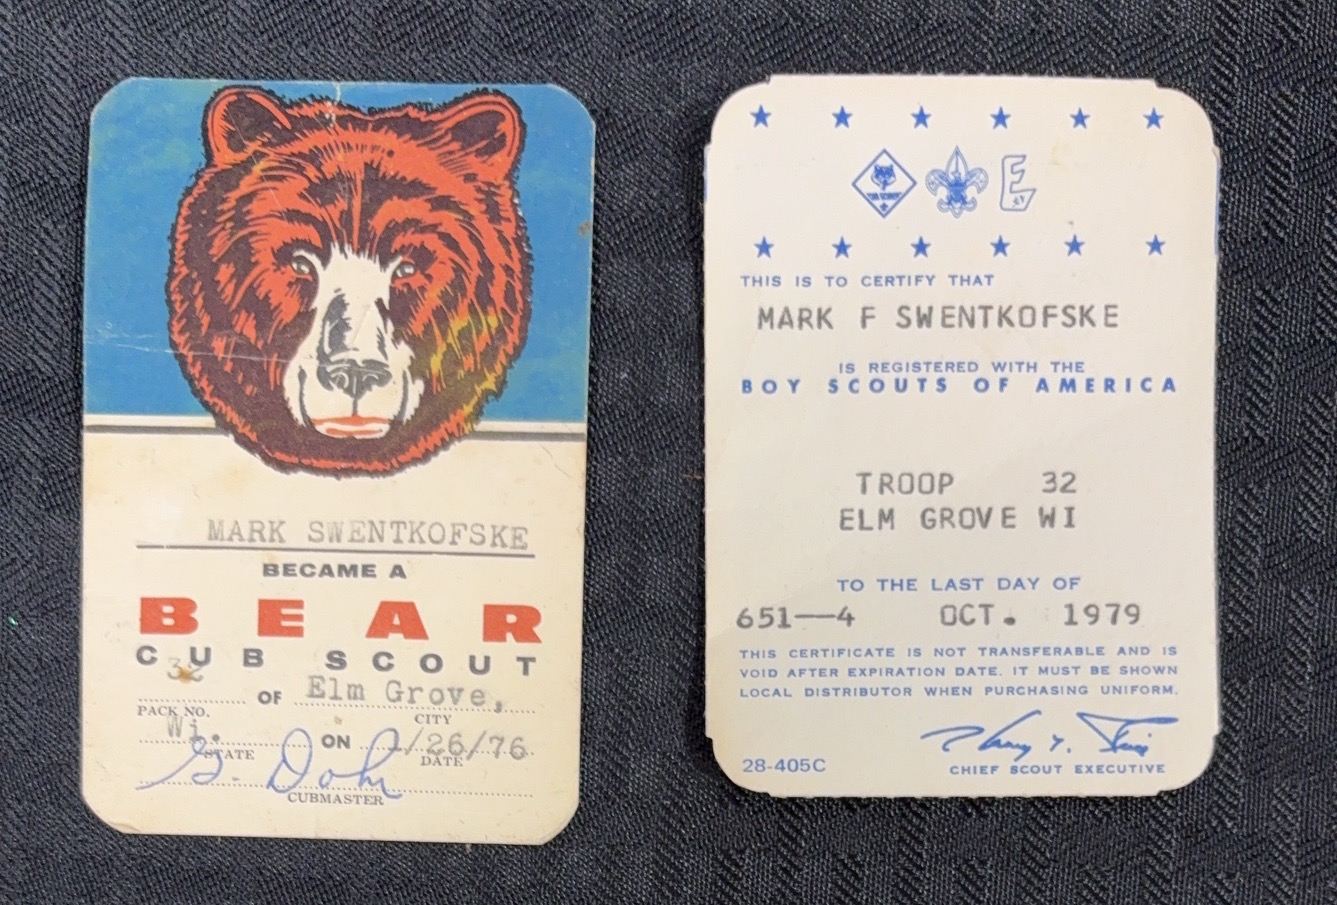 MARK SWENTKOFSKE
BECAME A
BEAR
CUB SCOUT
32 OF Elm Grove,
PACK NO. CITY
Wi. ON 1/26/76
STATE DATE
G. Dohr
CUBMASTER
E
THIS IS TO CERTIFY THAT
MARK F SWENTKOFSKE
IS REGISTERED WITH THE
BOY SCOUTS OF AMERICA
TROOP 32
ELM GROVE WI
TO THE LAST DAY OF
651--4 OCT. 1979
THIS CERTIFICATE IS NOT TRANSFERABLE AND IS
VOID AFTER EXPIRATION DATE. IT MUST BE SHOWN
LOCAL DISTRIBUTOR WHEN PURCHASING UNIFORM.
28-405C
CHIEF SCOUT EXECUTIVE